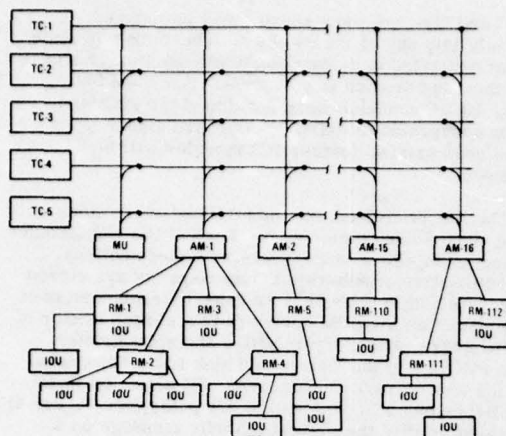 TC-1
TC-2
TC-3
TC-4
TC-5
MU AM-1 AM-2 AM-15 AM-16
RM-1 RM-3 RM-5 RM-110 RM-112
IOU IOU IOU
IOU RM-2 RM-4 IOU RM-111
IOU IOU IOU IOU IOU IOU
IOU IOU IOU